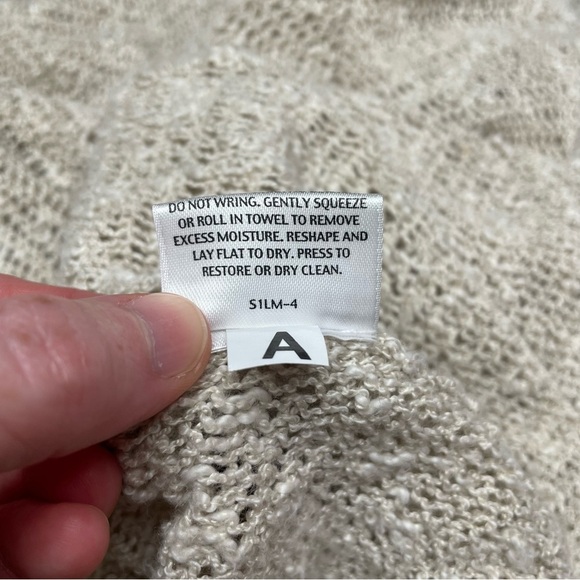 DO NOT WRING. GENTLY SQUEEZE
OR ROLL IN TOWEL TO REMOVE
EXCESS MOISTURE. RESHAPE AND
LAY FLAT TO DRY. PRESS TO
RESTORE OR DRY CLEAN.
S1LM-4
A